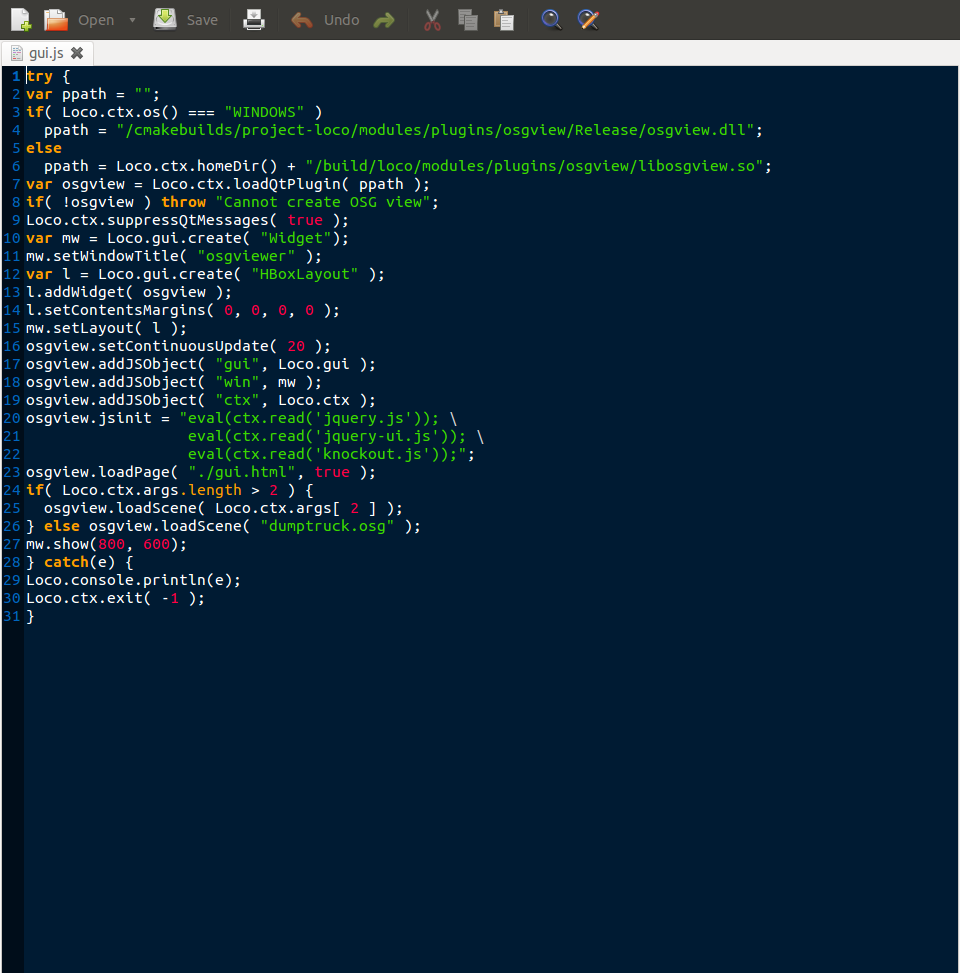 Open Save Undo
gui.js
1 try {
2 var ppath = "";
3 if( Loco.ctx.os() === "WINDOWS" )
4   ppath = "/cmakebuilds/project-loco/modules/plugins/osgview/Release/osgview.dll";
5 else
6   ppath = Loco.ctx.homeDir() + "/build/loco/modules/plugins/osgview/libosgview.so";
7 var osgview = Loco.ctx.loadQtPlugin( ppath );
8 if( !osgview ) throw "Cannot create OSG view";
9 Loco.ctx.suppressQtMessages( true );
10 var mw = Loco.gui.create( "Widget");
11 mw.setWindowTitle( "osgviewer" );
12 var l = Loco.gui.create( "HBoxLayout" );
13 l.addWidget( osgview );
14 l.setContentsMargins( 0, 0, 0, 0 );
15 mw.setLayout( l );
16 osgview.setContinuousUpdate( 20 );
17 osgview.addJSObject( "gui", Loco.gui );
18 osgview.addJSObject( "win", mw );
19 osgview.addJSObject( "ctx", Loco.ctx );
20 osgview.jsinit = "eval(ctx.read('jquery.js')); \
21                   eval(ctx.read('jquery-ui.js')); \
22                   eval(ctx.read('knockout.js'));";
23 osgview.loadPage( "./gui.html", true );
24 if( Loco.ctx.args.length > 2 ) {
25   osgview.loadScene( Loco.ctx.args[ 2 ] );
26 } else osgview.loadScene( "dumptruck.osg" );
27 mw.show(800, 600);
28 } catch(e) {
29 Loco.console.println(e);
30 Loco.ctx.exit( -1 );
31 }